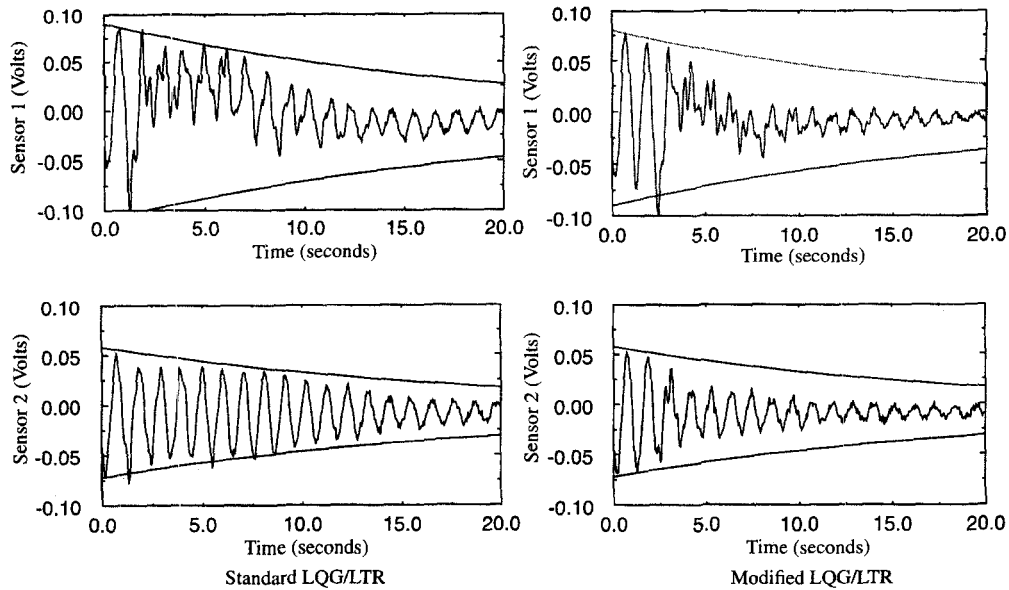 0.10
0.05
0.00
-0.05
-0.10
Sensor 1 (Volts)
0.0 5.0 10.0 15.0 20.0
Time (seconds)
0.10
0.05
0.00
-0.05
-0.10
Sensor 1 (Volts)
0.0 5.0 10.0 15.0 20.0
Time (seconds)
0.10
0.05
0.00
-0.05
-0.10
Sensor 2 (Volts)
0.0 5.0 10.0 15.0 20.0
Time (seconds)
Standard LQG/LTR
0.10
0.05
0.00
-0.05
-0.10
Sensor 2 (Volts)
0.0 5.0 10.0 15.0 20.0
Time (seconds)
Modified LQG/LTR